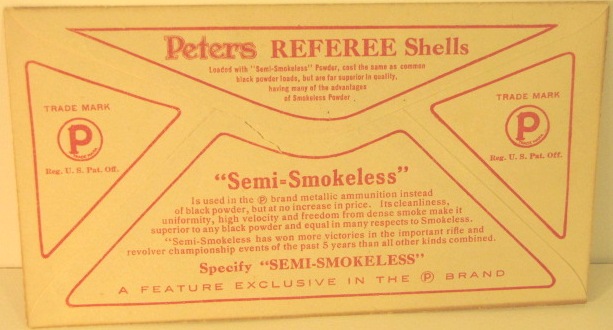 Peters REFEREE Shells
Loaded with "Semi-Smokeless" Powder, cost the same as common
black powder loads, but are far superior in quality,
having many of the advantages
of Smokeless Powder.
TRADE MARK
P
TRADE MARK
Reg. U. S. Pat. Off.
TRADE MARK
P
TRADE MARK
Reg. U. S. Pat. Off.
"Semi-Smokeless"
Is used in the P brand metallic ammunition instead
of black powder, but at no increase in price. Its cleanliness,
uniformity, high velocity and freedom from dense smoke make it
superior to any black powder and equal in many respects to Smokeless.
"Semi-Smokeless has won more victories in the important rifle and
revolver championship events of the past 5 years than all other kinds combined.
Specify "SEMI-SMOKELESS"
A FEATURE EXCLUSIVE IN THE P BRAND